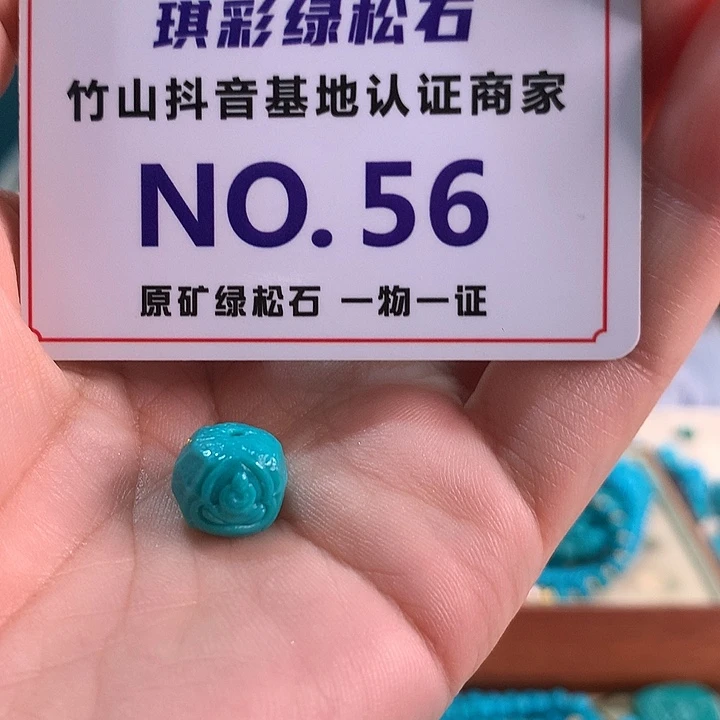 琪彩绿松石
竹山抖音基地认证商家
NO. 56
原矿绿松石 一物一证